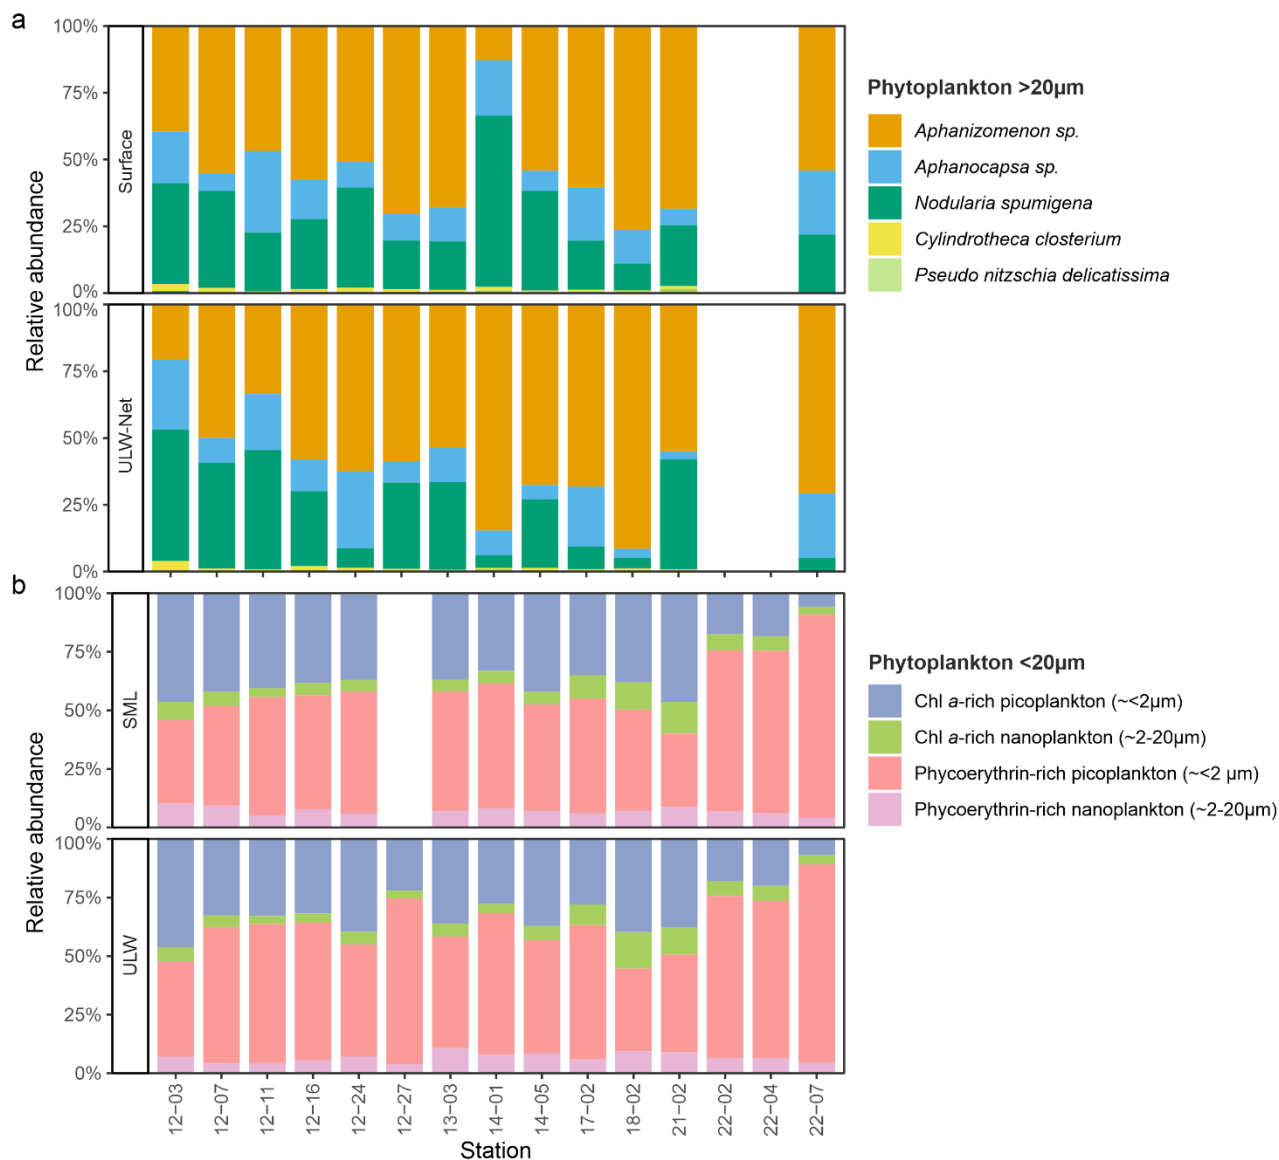 a
Relative abundance
Surface
100%
75%
50%
25%
0%
ULW-Net
100%
75%
50%
25%
0%
Phytoplankton >20µm
Aphanizomenon sp.
Aphanocapsa sp.
Nodularia spumigena
Cylindrotheca closterium
Pseudo nitzschia delicatissima
b
Relative abundance
SML
100%
75%
50%
25%
0%
ULW
100%
75%
50%
25%
0%
Phytoplankton <20µm
Chl a-rich picoplankton (~<2µm)
Chl a-rich nanoplankton (~2-20µm)
Phycoerythrin-rich picoplankton (~<2 µm)
Phycoerythrin-rich nanoplankton (~2-20µm)
12−03
12−07
12−11
12−16
12−24
12−27
13−03
14−01
14−05
17−02
18−02
21−02
22−02
22−04
22−07
Station